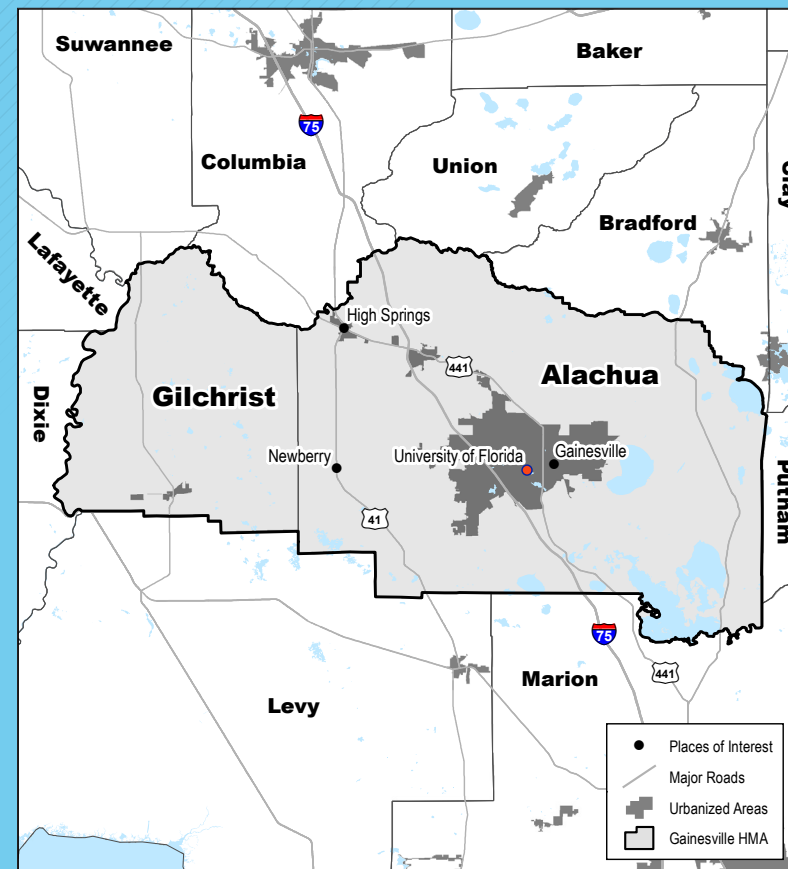 Suwannee
Baker
75
Columbia
Union
Clay
Bradford
Lafayette
High Springs
441
Alachua
Gilchrist
Dixie
Newberry
University of Florida
Gainesville
Putnam
41
75
441
Marion
Levy
Places of Interest
Major Roads
Urbanized Areas
Gainesville HMA